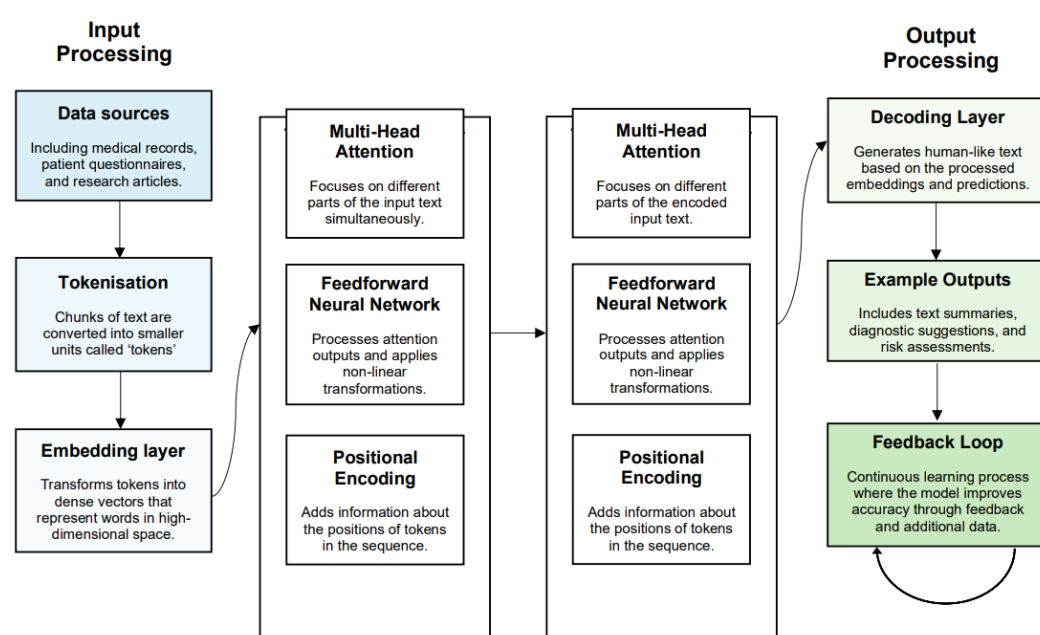 Input
Processing
Data sources
Including medical records,
patient questionnaires,
and research articles.
Tokenisation
Chunks of text are
converted into smaller
units called ‘tokens’
Embedding layer
Transforms tokens into
dense vectors that
represent words in high-
dimensional space.
Multi-Head
Attention
Focuses on different
parts of the input text
simultaneously.
Feedforward
Neural Network
Processes attention
outputs and applies
non-linear
transformations.
Positional
Encoding
Adds information about
the positions of tokens
in the sequence.
Multi-Head
Attention
Focuses on different
parts of the encoded
input text.
Feedforward
Neural Network
Processes attention
outputs and applies
non-linear
transformations.
Positional
Encoding
Adds information about
the positions of tokens
in the sequence.
Output
Processing
Decoding Layer
Generates human-like text
based on the processed
embeddings and predictions.
Example Outputs
Includes text summaries,
diagnostic suggestions, and
risk assessments.
Feedback Loop
Continuous learning process
where the model improves
accuracy through feedback
and additional data.